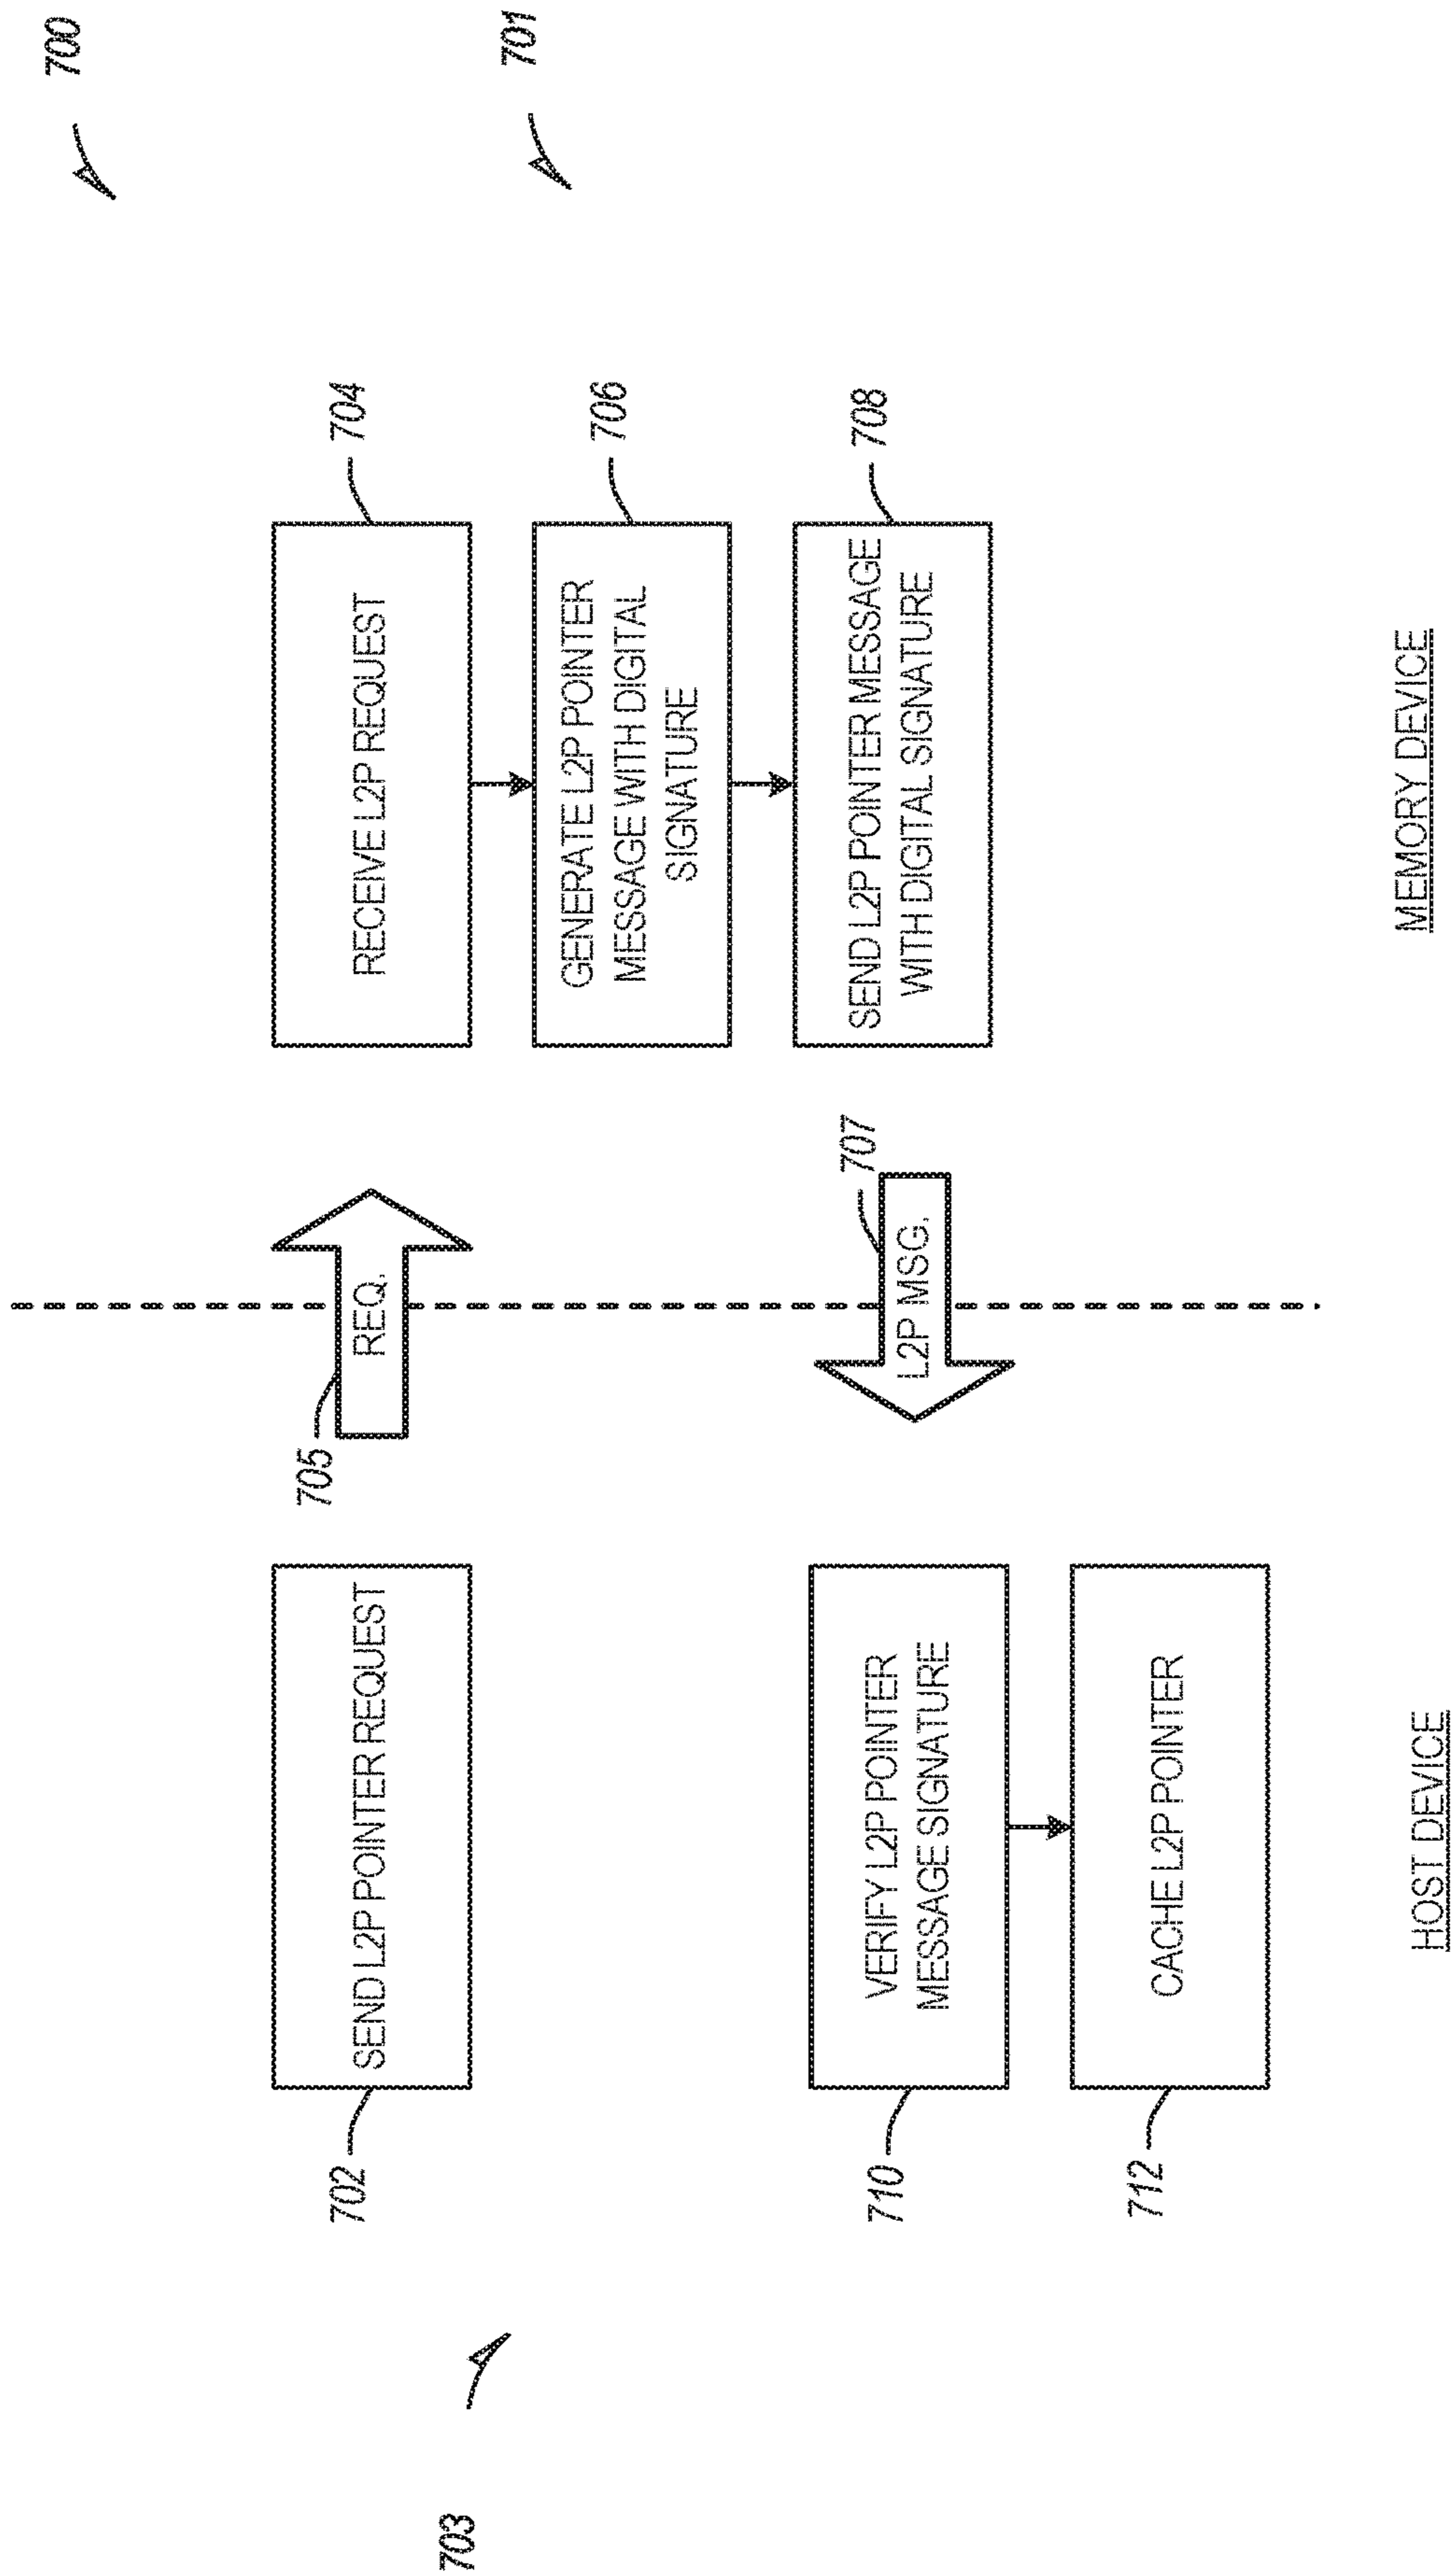 700
701
703
702
SEND L2P POINTER REQUEST
705
REQ.
RECEIVE L2P REQUEST
704
GENERATE L2P POINTER
MESSAGE WITH DIGITAL
SIGNATURE
706
SEND L2P POINTER MESSAGE
WITH DIGITAL SIGNATURE
708
707
L2P MSG.
710
VERIFY L2P POINTER
MESSAGE SIGNATURE
712
CACHE L2P POINTER
HOST DEVICE
MEMORY DEVICE